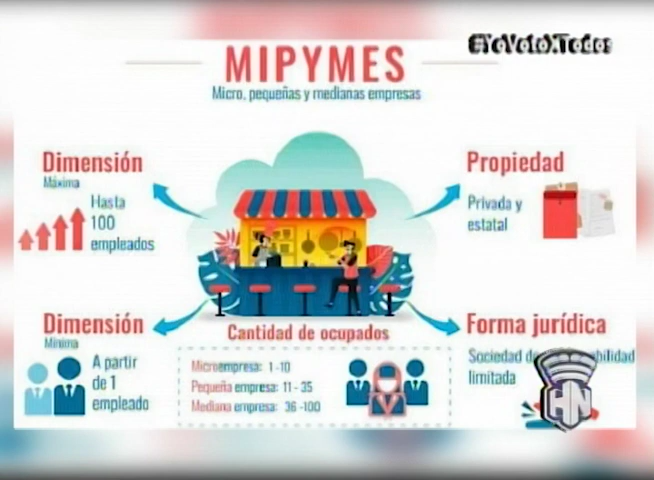 #YoVotoXTodos
MIPYMES
Micro, pequeñas y medianas empresas
Dimensión
Máxima
Hasta
100
empleados
Propiedad
Privada y
estatal
Dimensión
Mínima
A partir
de 1
empleado
Cantidad de ocupados
Microempresa: 1 -10
Pequeña empresa: 11 - 35
Mediana empresa: 36 -100
Forma jurídica
Sociedad de
limitada
HN